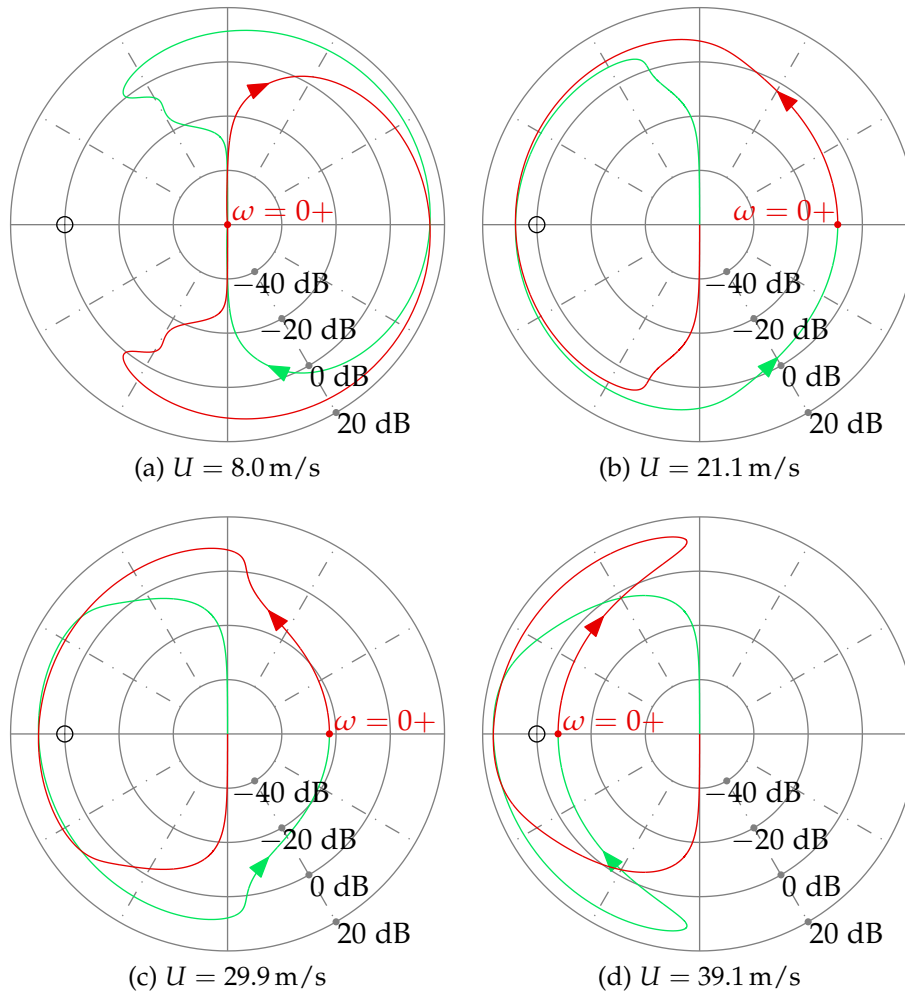 ω = 0+
−40 dB
−20 dB
0 dB
20 dB
(a) U = 8.0 m/s
ω = 0+
−40 dB
−20 dB
0 dB
20 dB
(b) U = 21.1 m/s
ω = 0+
−40 dB
−20 dB
0 dB
20 dB
(c) U = 29.9 m/s
ω = 0+
−40 dB
−20 dB
0 dB
20 dB
(d) U = 39.1 m/s